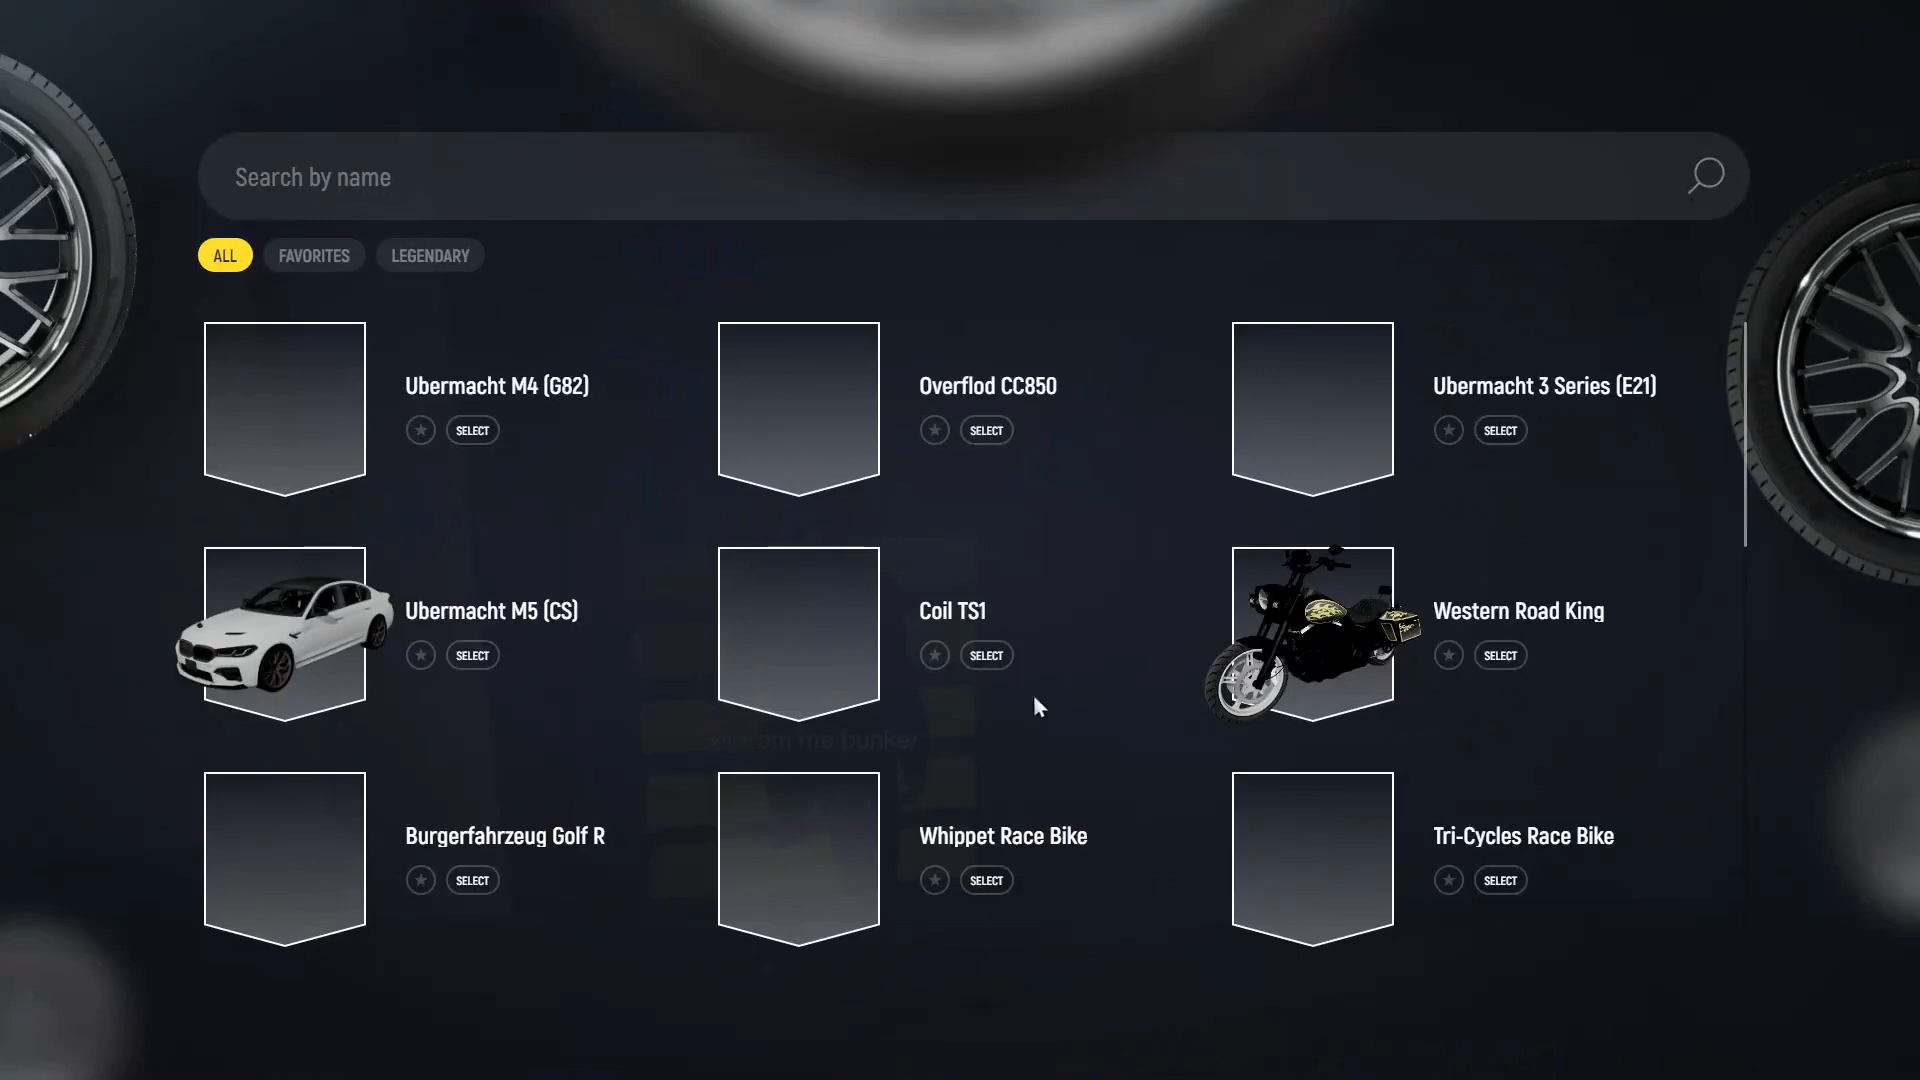 Search by name
ALL
FAVORITES
LEGENDARY
Ubermacht M4 (G82)
SELECT
Overflod CC850
SELECT
Ubermacht 3 Series (E21)
SELECT
Ubermacht M5 (CS)
SELECT
Coil TS1
SELECT
Western Road King
SELECT
me bunker
Burgerfahrzeug Golf R
SELECT
Whippet Race Bike
SELECT
Tri-Cycles Race Bike
SELECT